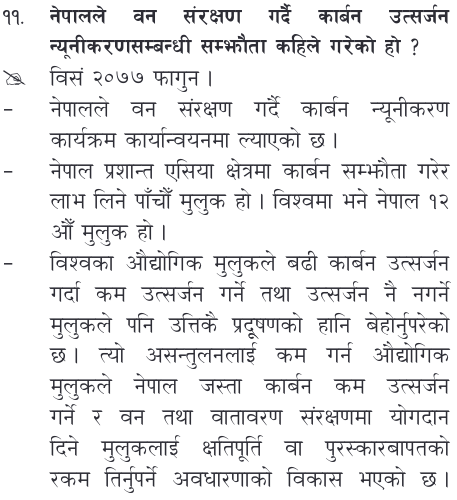 ११. नेपालले वन संरक्षण गर्दै कार्बन उत्सर्जन
न्यूनीकरणसम्बन्धी सम्झौता कहिले गरेको हो ?
विसं २०७७ फागुन ।
- नेपालले वन संरक्षण गर्दै कार्बन न्यूनीकरण
कार्यक्रम कार्यान्वयनमा ल्याएको छ ।
- नेपाल प्रशान्त एसिया क्षेत्रमा कार्बन सम्झौता गरेर
लाभ लिने पाँचौँ मुलुक हो । विश्वमा भने नेपाल १२
औँ मुलुक हो ।
- विश्वका औद्योगिक मुलुकले बढी कार्बन उत्सर्जन
गर्दा कम उत्सर्जन गर्ने तथा उत्सर्जन नै नगर्ने
मुलुकले पनि उत्तिकै प्रदूषणको हानि बेहोर्नुपरेको
छ । त्यो असन्तुलनलाई कम गर्न औद्योगिक
मुलुकले नेपाल जस्ता कार्बन कम उत्सर्जन
गर्ने र वन तथा वातावरण संरक्षणमा योगदान
दिने मुलुकलाई क्षतिपूर्ति वा पुरस्कारबापतको
रकम तिर्नुपर्ने अवधारणाको विकास भएको छ ।